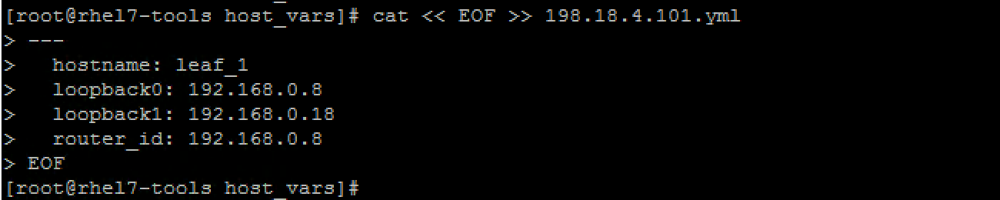 [root@rhel7-tools host_vars]# cat << EOF >> 198.18.4.101.yml
> ---
>   hostname: leaf_1
>   loopback0: 192.168.0.8
>   loopback1: 192.168.0.18
>   router_id: 192.168.0.8
> EOF
[root@rhel7-tools host_vars]#